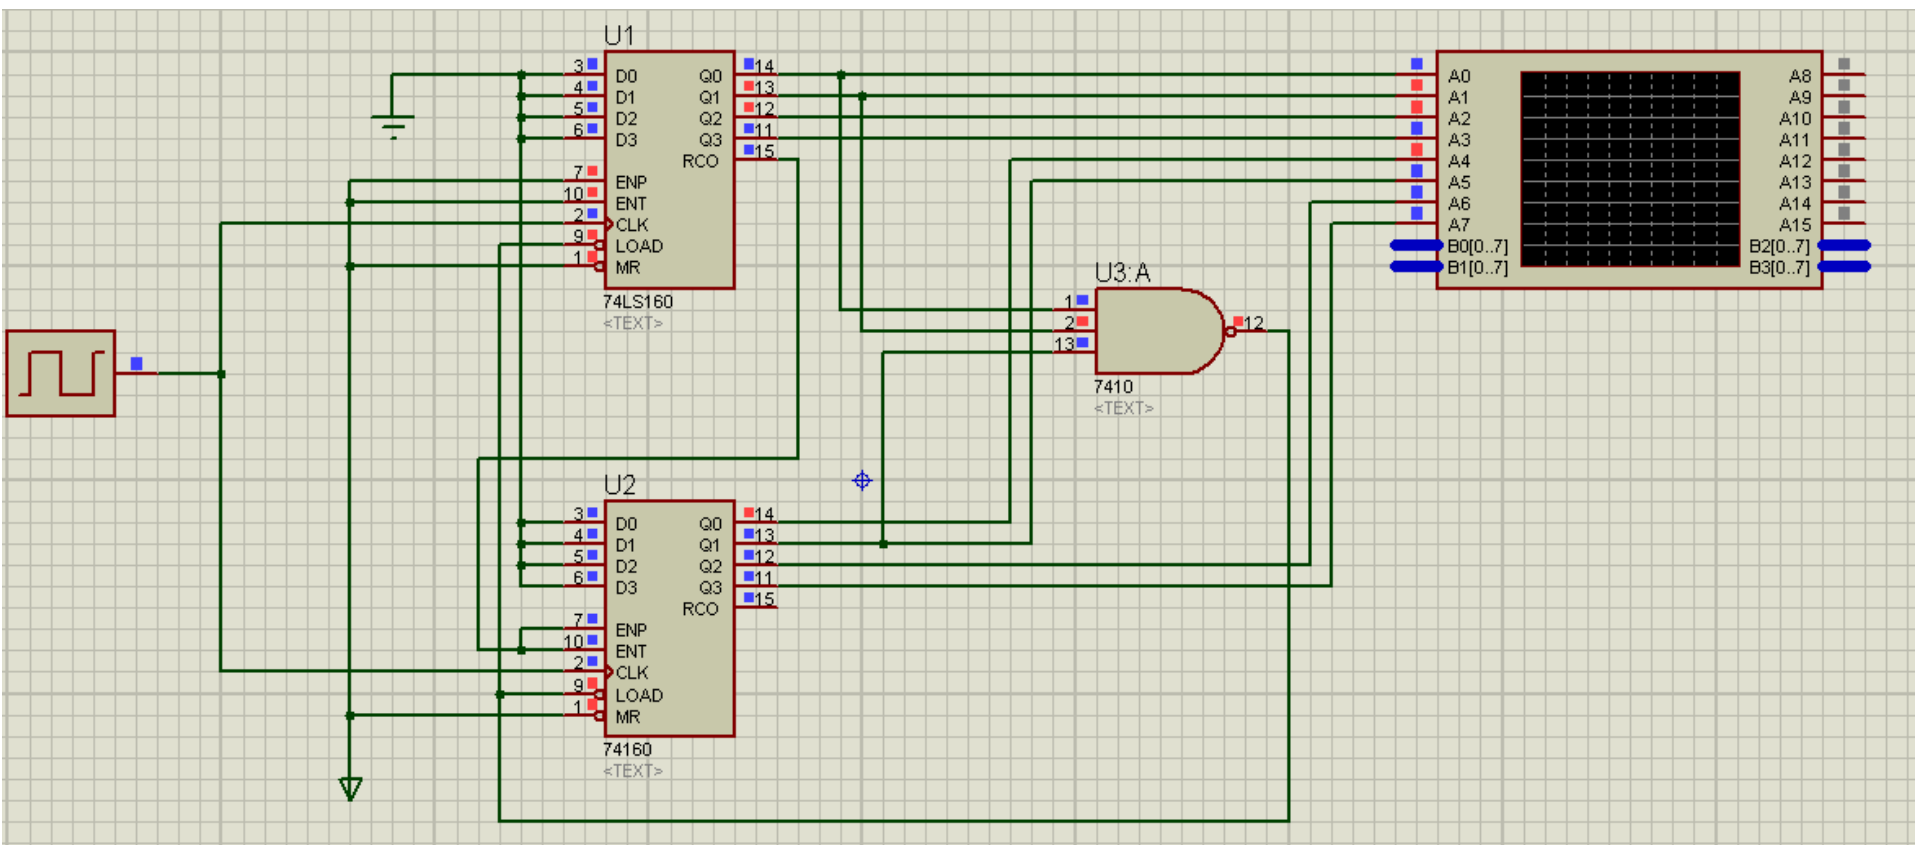 U1
3 D0 Q0 14
4 D1 Q1 13
5 D2 Q2 12
6 D3 Q3 11
RCO 15
7 ENP
10 ENT
2 CLK
9 LOAD
1 MR
74LS160
<TEXT>
U3:A
1
2 12
13
7410
<TEXT>
A0 A8
A1 A9
A2 A10
A3 A11
A4 A12
A5 A13
A6 A14
A7 A15
B0[0..7] B2[0..7]
B1[0..7] B3[0..7]
U2
3 D0 Q0 14
4 D1 Q1 13
5 D2 Q2 12
6 D3 Q3 11
RCO 15
7 ENP
10 ENT
2 CLK
9 LOAD
1 MR
74160
<TEXT>